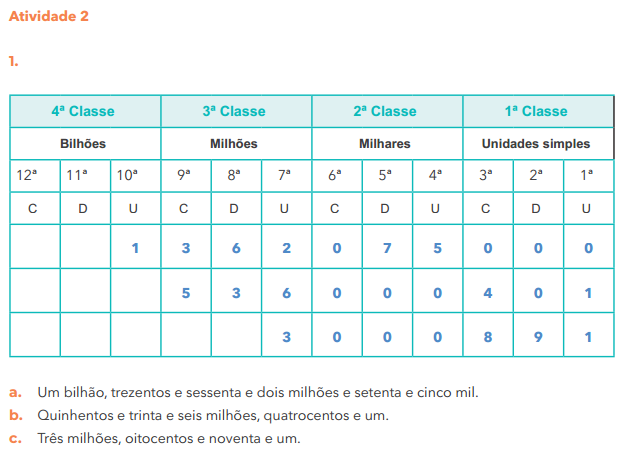 Atividade 2
1.
4ª Classe 3ª Classe 2ª Classe 1ª Classe
Bilhões Milhões Milhares Unidades simples
12ª 11ª 10ª 9ª 8ª 7ª 6ª 5ª 4ª 3ª 2ª 1ª
C D U C D U C D U C D U
1 3 6 2 0 7 5 0 0 0
5 3 6 0 0 0 4 0 1
3 0 0 0 8 9 1
a. Um bilhão, trezentos e sessenta e dois milhões e setenta e cinco mil.
b. Quinhentos e trinta e seis milhões, quatrocentos e um.
c. Três milhões, oitocentos e noventa e um.